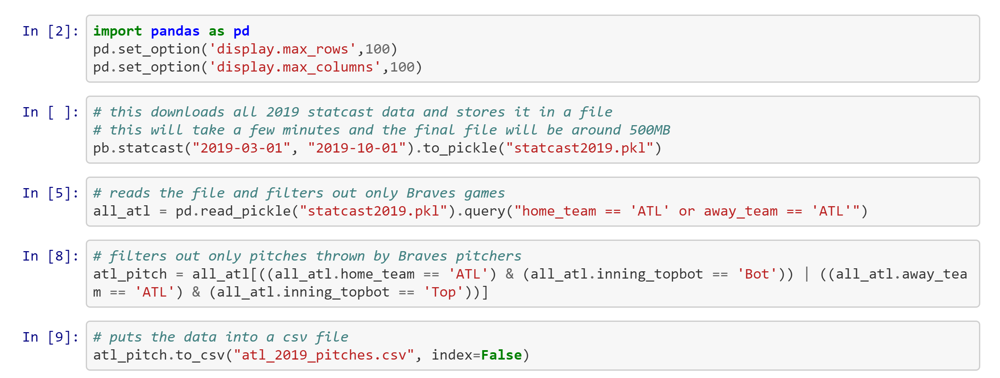 In [2]: import pandas as pd
pd.set_option('display.max_rows',100)
pd.set_option('display.max_columns',100)
In [ ]: # this downloads all 2019 statcast data and stores it in a file
# this will take a few minutes and the final file will be around 500MB
pb.statcast("2019-03-01", "2019-10-01").to_pickle("statcast2019.pkl")
In [5]: # reads the file and filters out only Braves games
all_atl = pd.read_pickle("statcast2019.pkl").query("home_team == 'ATL' or away_team == 'ATL'")
In [8]: # filters out only pitches thrown by Braves pitchers
atl_pitch = all_atl[((all_atl.home_team == 'ATL') & (all_atl.inning_topbot == 'Bot')) | ((all_atl.away_tea
m == 'ATL') & (all_atl.inning_topbot == 'Top'))]
In [9]: # puts the data into a csv file
atl_pitch.to_csv("atl_2019_pitches.csv", index=False)